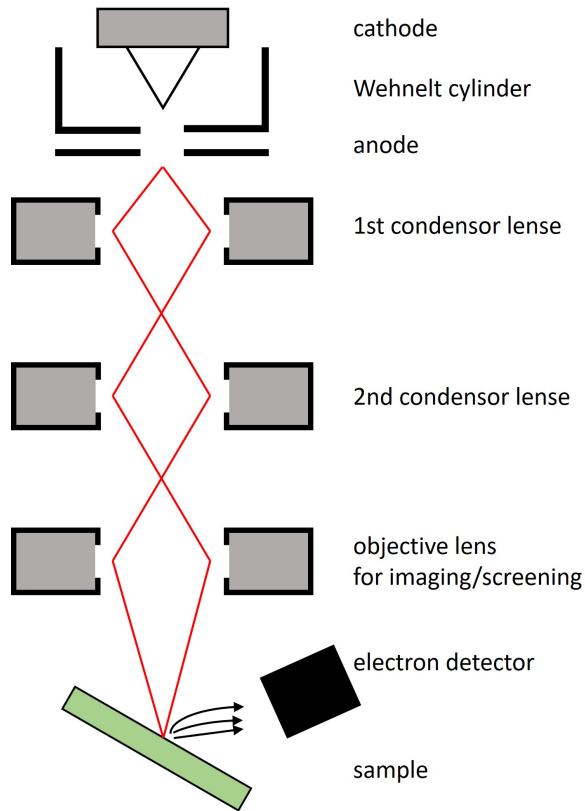 cathode
Wehnelt cylinder
anode
1st condensor lense
2nd condensor lense
objective lens
for imaging/screening
electron detector
sample